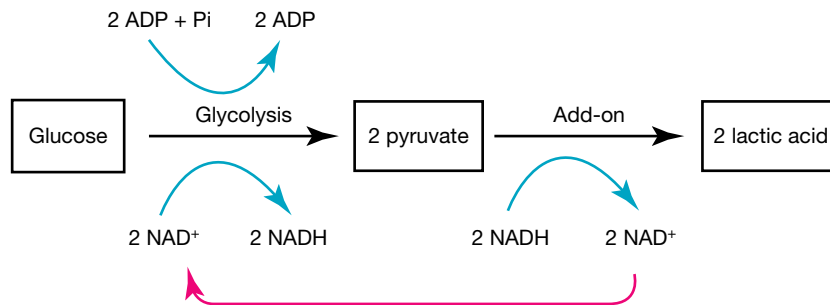 2 ADP + Pi 2 ADP
Glycolysis Add-on
Glucose 2 pyruvate 2 lactic acid
2 NAD⁺ 2 NADH 2 NADH 2 NAD⁺